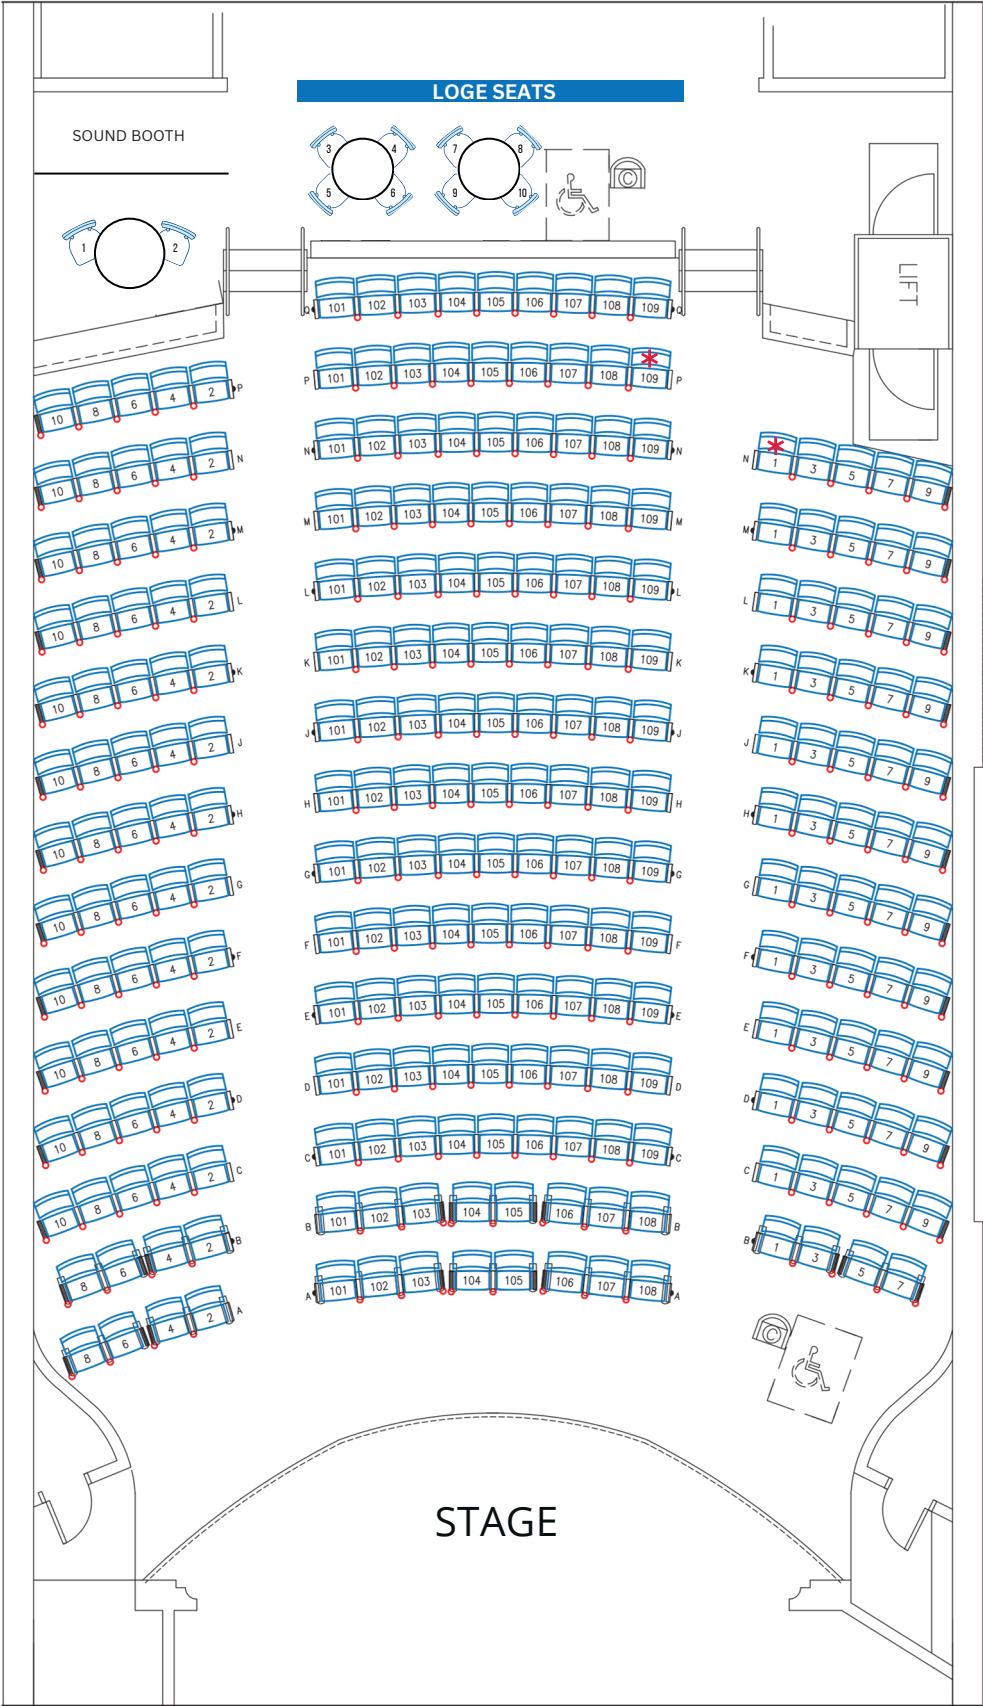 LOGE SEATS
SOUND BOOTH
3 4 7 8
5 6 9 10
C
1 2
LIFT
Q 101 102 103 104 105 106 107 108 109 Q
10 8 6 4 2 P
P 101 102 103 104 105 106 107 108 109 P
10 8 6 4 2 N
N 101 102 103 104 105 106 107 108 109 N
N 1 3 5 7 9
10 8 6 4 2 M
M 101 102 103 104 105 106 107 108 109 M
M 1 3 5 7 9
10 8 6 4 2 L
L 101 102 103 104 105 106 107 108 109 L
L 1 3 5 7 9
10 8 6 4 2 K
K 101 102 103 104 105 106 107 108 109 K
K 1 3 5 7 9
10 8 6 4 2 J
J 101 102 103 104 105 106 107 108 109 J
J 1 3 5 7 9
10 8 6 4 2 H
H 101 102 103 104 105 106 107 108 109 H
H 1 3 5 7 9
10 8 6 4 2 G
G 101 102 103 104 105 106 107 108 109 G
G 1 3 5 7 9
10 8 6 4 2 F
F 101 102 103 104 105 106 107 108 109 F
F 1 3 5 7 9
10 8 6 4 2 E
E 101 102 103 104 105 106 107 108 109 E
E 1 3 5 7 9
10 8 6 4 2 D
D 101 102 103 104 105 106 107 108 109 D
D 1 3 5 7 9
10 8 6 4 2 C
C 101 102 103 104 105 106 107 108 109 C
C 1 3 5 7 9
8 6 4 2 B
B 101 102 103 104 105 106 107 108 B
B 1 3 5 7
8 6 4 2 A
A 101 102 103 104 105 106 107 108 A
C
STAGE